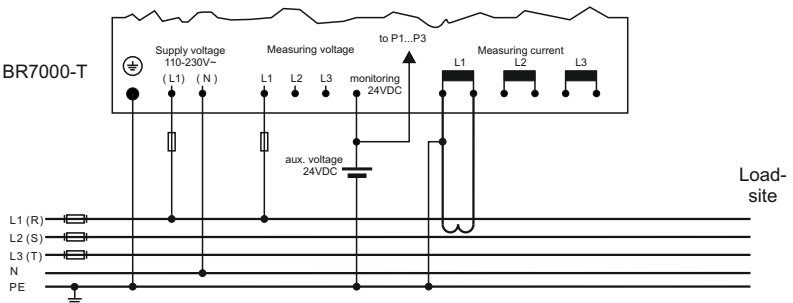 to P1...P3
Supply voltage
110-230V~
Measuring voltage
Measuring current
BR7000-T
( L1) ( N )
L1 L2 L3
monitoring
24VDC
L1 L2 L3
aux. voltage
24VDC
Load-
site
L1 (R)
L2 (S)
L3 (T)
N
PE